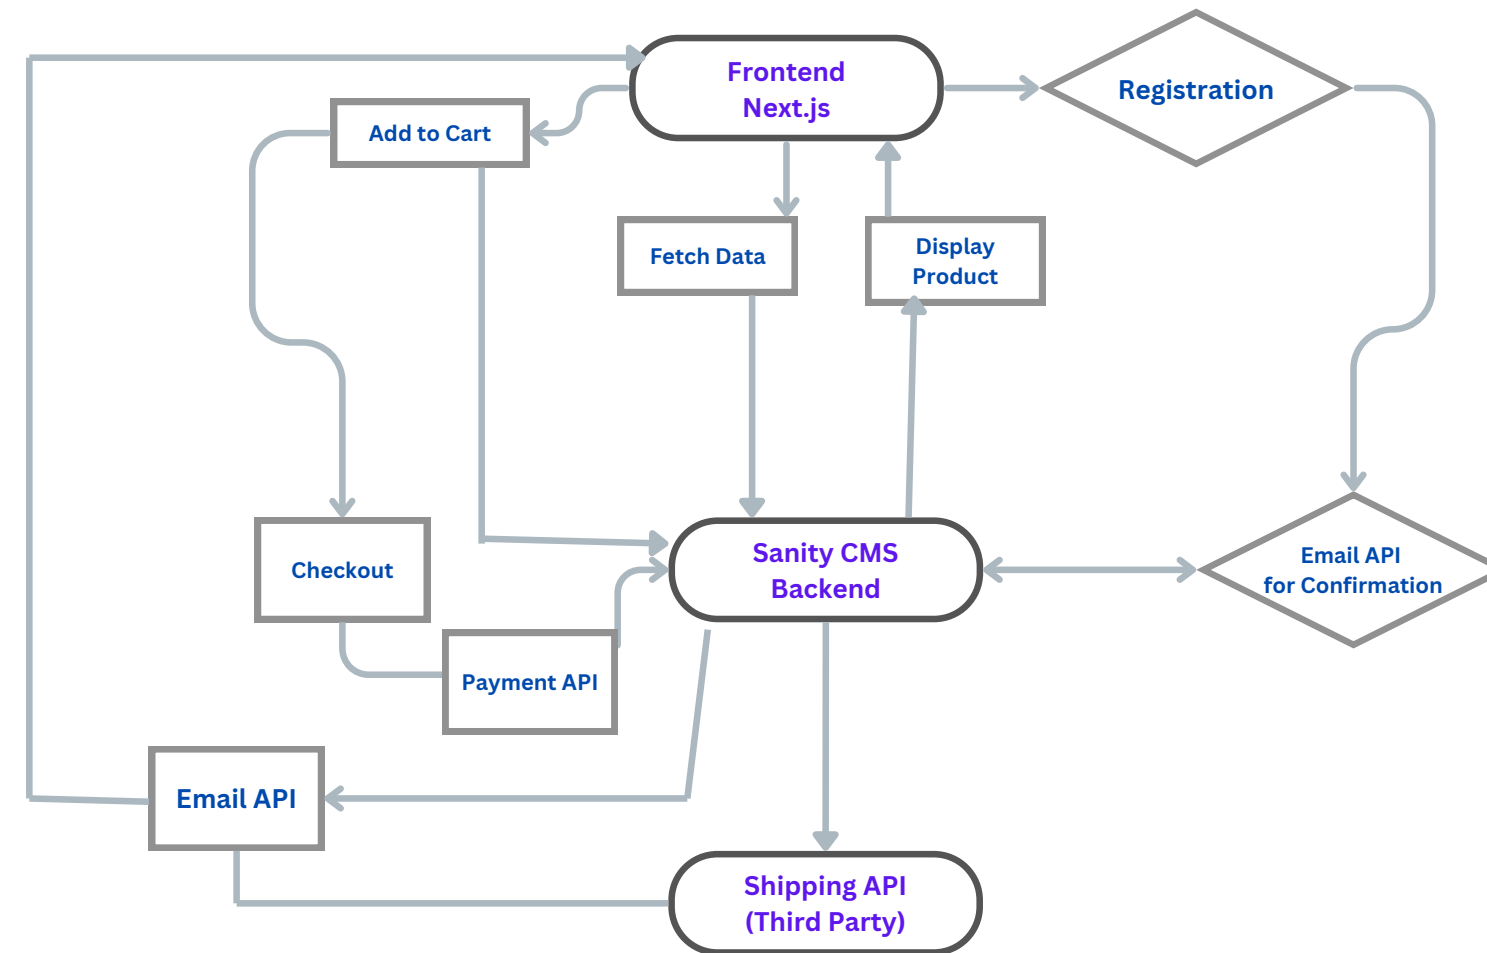 Frontend
Next.js
Registration
Add to Cart
Fetch Data
Display
Product
Sanity CMS
Backend
Email API
for Confirmation
Checkout
Payment API
Email API
Shipping API
(Third Party)